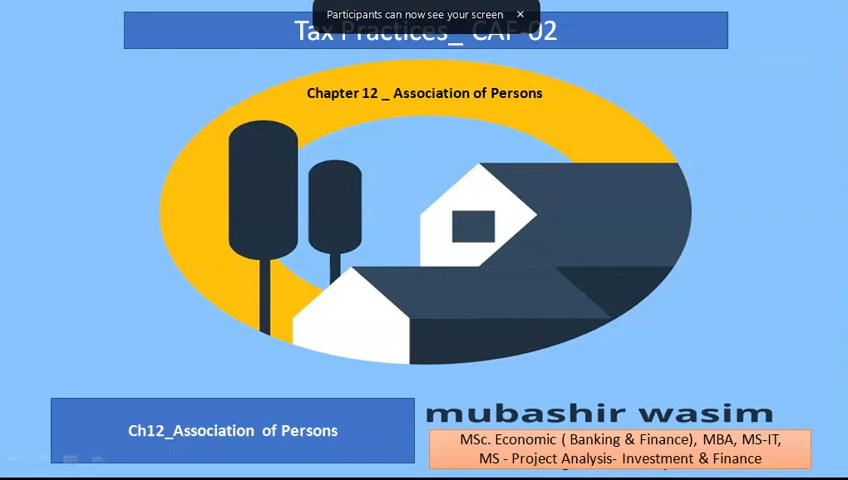 Participants can now see your screen ×
Tax Practices_ CAF-02
Chapter 12 _ Association of Persons
mubashir wasim
Ch12_Association of Persons
MSc. Economic ( Banking & Finance), MBA, MS-IT,
MS - Project Analysis- Investment & Finance